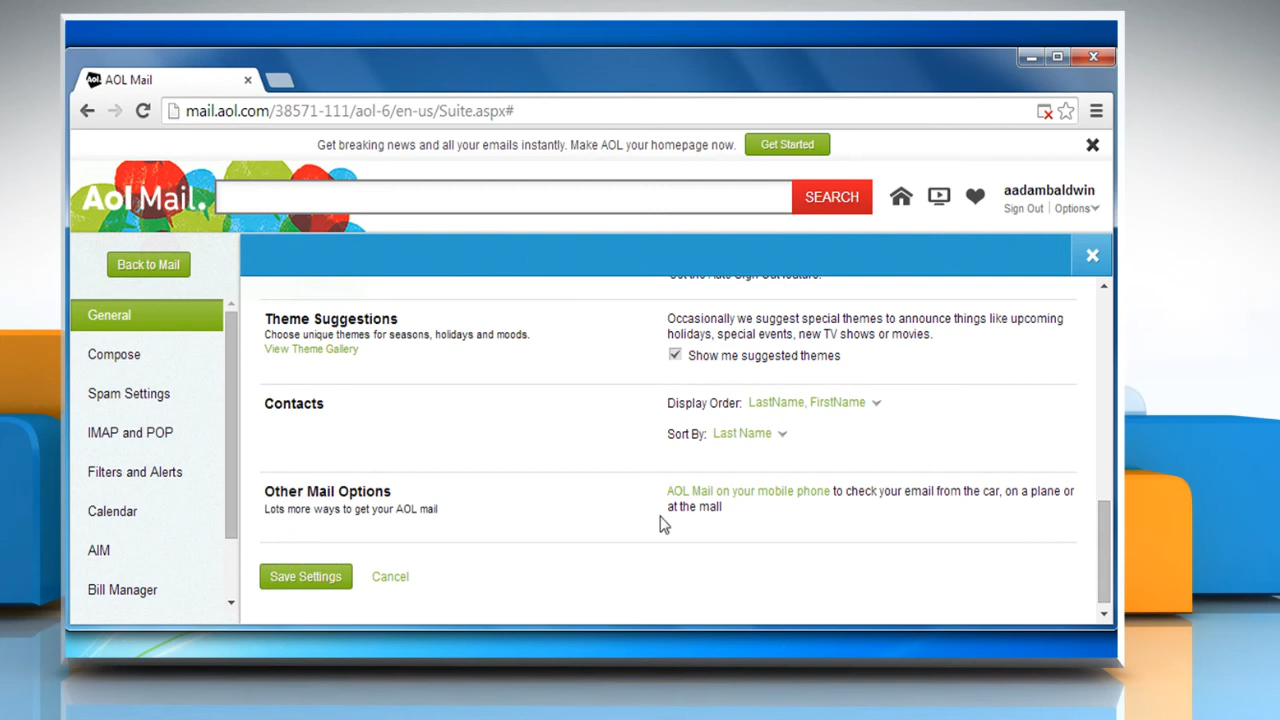 AOL Mail
mail.aol.com/38571-111/aol-6/en-us/Suite.aspx#
Get breaking news and all your emails instantly. Make AOL your homepage now. Get Started
Aol Mail. SEARCH aadambaldwin
Sign Out | Options
Back to Mail
General
Compose
Spam Settings
IMAP and POP
Filters and Alerts
Calendar
AIM
Bill Manager
Theme Suggestions
Choose unique themes for seasons, holidays and moods.
View Theme Gallery
Occasionally we suggest special themes to announce things like upcoming
holidays, special events, new TV shows or movies.
Show me suggested themes
Contacts
Display Order: LastName, FirstName
Sort By: Last Name
Other Mail Options
Lots more ways to get your AOL mail
AOL Mail on your mobile phone to check your email from the car, on a plane or
at the mall
Save Settings Cancel